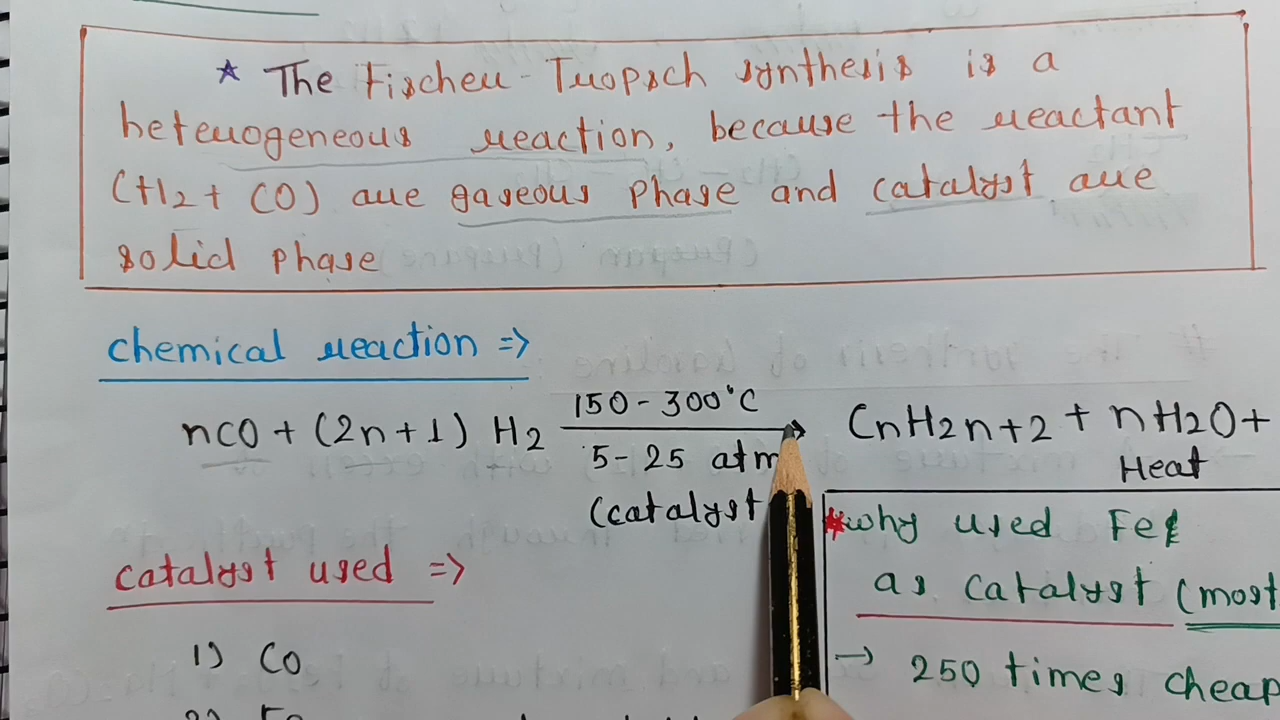 ★ The Fischer-Tropsch synthesis is a
heterogeneous reaction, because the reactant
(H2 + CO) are gaseous phase and catalyst are
solid phase
chemical reaction =>
nCO + (2n+1) H2 150-300°C → CnH2n+2 + nH2O +
5-25 atm Heat
(catalyst
*why used Fe
catalyst used => as catalyst (most
1) Co → 250 times cheap